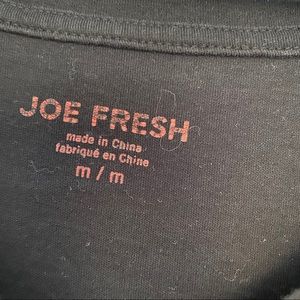 JOE FRESH
made in China
fabriqué en Chine
m / m